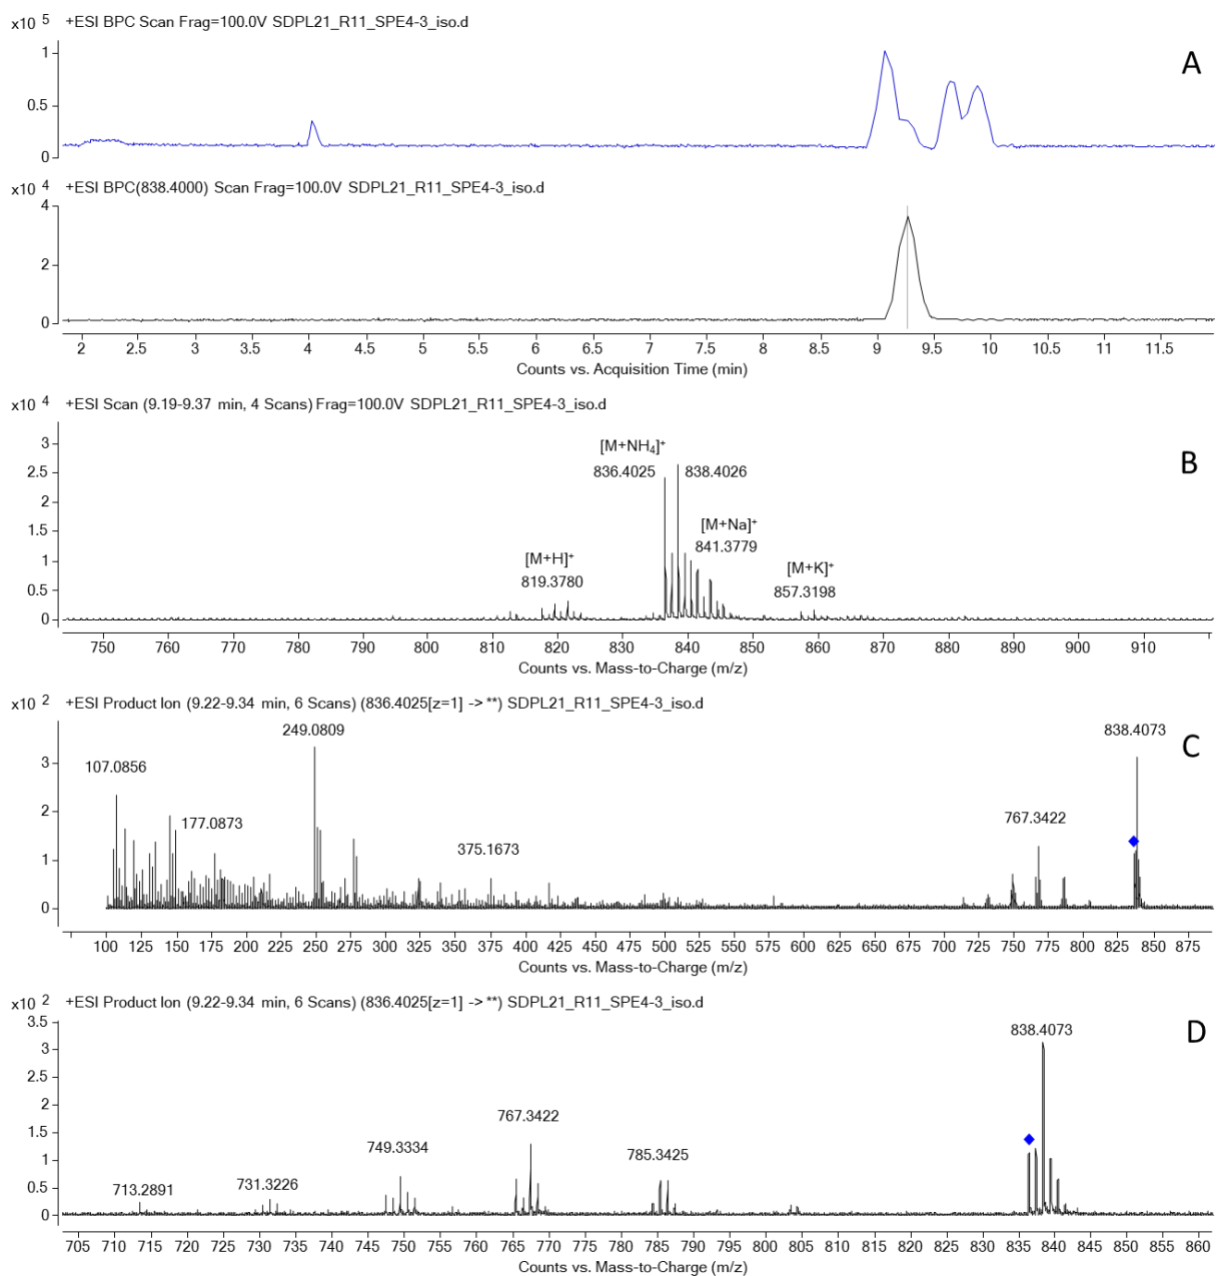 x10 5 +ESI BPC Scan Frag=100.0V SDPL21_R11_SPE4-3_iso.d
A
1
0.5
0
x10 4 +ESI BPC(838.4000) Scan Frag=100.0V SDPL21_R11_SPE4-3_iso.d
4
2
0
2 2.5 3 3.5 4 4.5 5 5.5 6 6.5 7 7.5 8 8.5 9 9.5 10 10.5 11 11.5
Counts vs. Acquisition Time (min)
x10 4 +ESI Scan (9.19-9.37 min, 4 Scans) Frag=100.0V SDPL21_R11_SPE4-3_iso.d
B
3
2.5
2
1.5
1
0.5
0
[M+NH₄]⁺
836.4025 838.4026
[M+Na]⁺
841.3779
[M+H]⁺
819.3780
[M+K]⁺
857.3198
750 760 770 780 790 800 810 820 830 840 850 860 870 880 890 900 910
Counts vs. Mass-to-Charge (m/z)
x10 2 +ESI Product Ion (9.22-9.34 min, 6 Scans) (836.4025[z=1] -> **) SDPL21_R11_SPE4-3_iso.d
C
3
2
1
0
249.0809
838.4073
107.0856
177.0873
767.3422
375.1673
100 125 150 175 200 225 250 275 300 325 350 375 400 425 450 475 500 525 550 575 600 625 650 675 700 725 750 775 800 825 850 875
Counts vs. Mass-to-Charge (m/z)
x10 2 +ESI Product Ion (9.22-9.34 min, 6 Scans) (836.4025[z=1] -> **) SDPL21_R11_SPE4-3_iso.d
D
3.5
3
2.5
2
1.5
1
0.5
0
838.4073
767.3422
749.3334
785.3425
731.3226
713.2891
705 710 715 720 725 730 735 740 745 750 755 760 765 770 775 780 785 790 795 800 805 810 815 820 825 830 835 840 845 850 855 860
Counts vs. Mass-to-Charge (m/z)